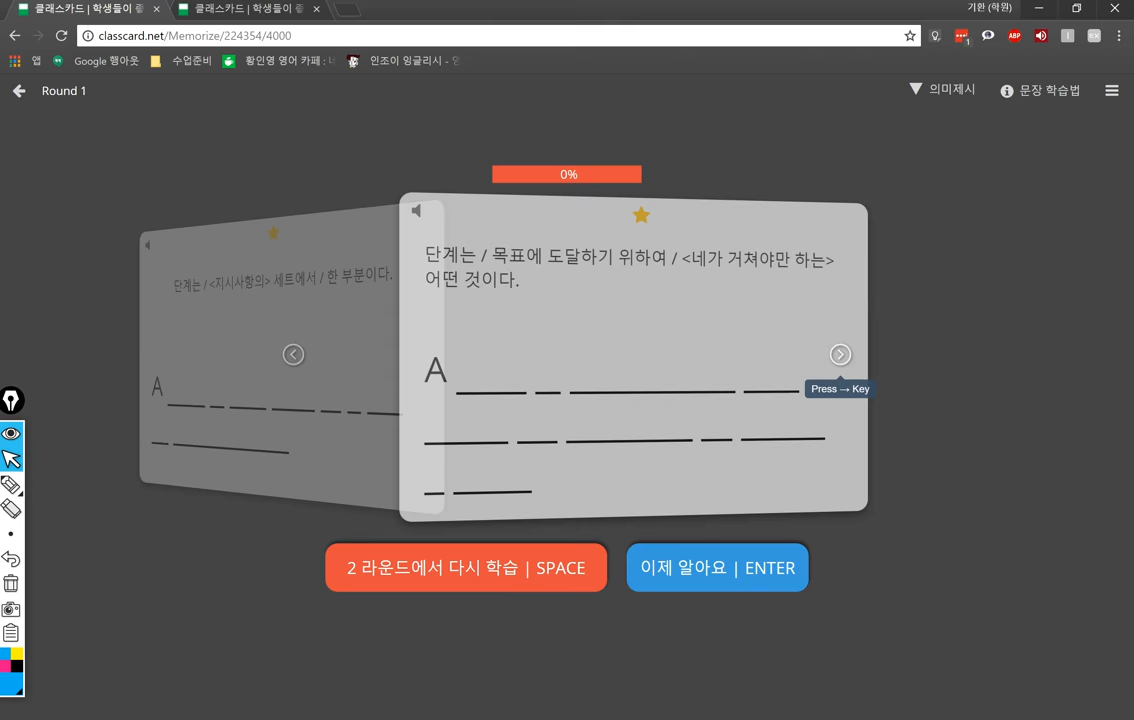 클래스카드 | 학생들이 즐
클래스카드 | 학생들이 즐
기환 (학원)
classcard.net/Memorize/224354/4000
앱
Google 행아웃
수업준비
황인영 영어 카페 : 네
인조이 잉글리시 -
ABP
1
Round 1
의미제시
문장 학습법
0%
단계는 / <지시사항의> 세트에서 / 한 부분이다.
A
단계는 / 목표에 도달하기 위하여 / <네가 거쳐야만 하는>
어떤 것이다.
A
Press → Key
2 라운드에서 다시 학습 | SPACE
이제 알아요 | ENTER